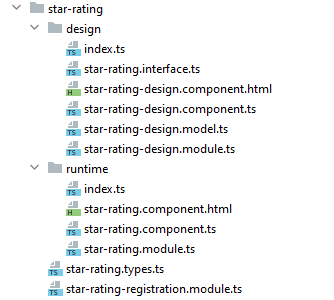 star-rating
design
index.ts
star-rating.interface.ts
star-rating-design.component.html
star-rating-design.component.ts
star-rating-design.model.ts
star-rating-design.module.ts
runtime
index.ts
star-rating.component.html
star-rating.component.ts
star-rating.module.ts
star-rating.types.ts
star-rating-registration.module.ts